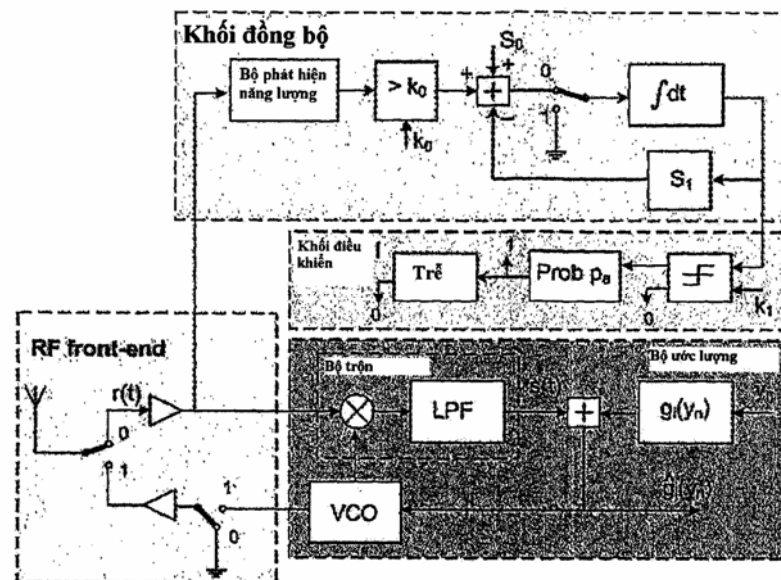 Khối đồng bộ
S₀
Bộ phát hiện
năng lượng
> k₀
k₀
+
+
+
−
0
1
∫dt
S₁
Khối điều
khiển
1
0
Trễ
1
Prob pₐ
0
k₁
RF front-end
r(t)
0
1
1
0
Bộ trộn
LPF
s(t)
+
Bộ ước lượng
gᵢ(yₙ)
VCO